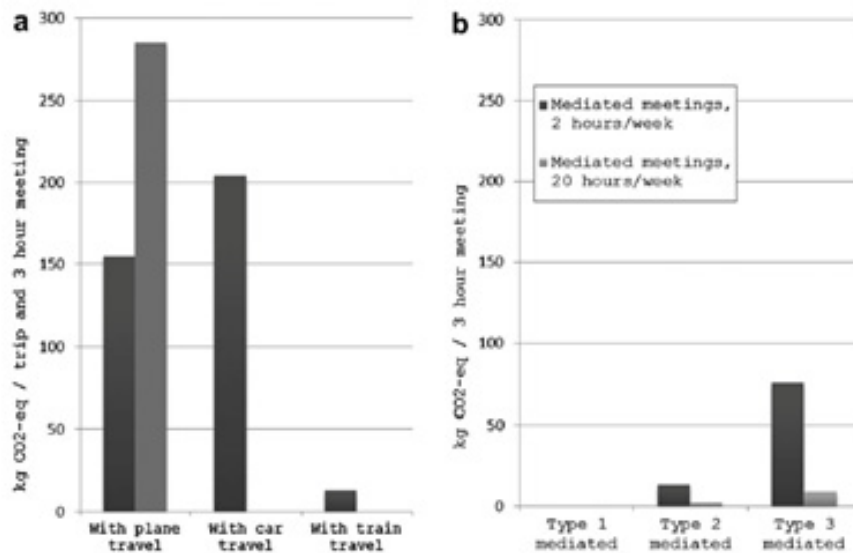 a
300
250
200
150
100
50
0
kg CO2-eq / trip and 3 hour meeting
With plane travel
With car travel
With train travel
b
300
250
200
150
100
50
0
kg CO2-eq / 3 hour meeting
Mediated meetings,
2 hours/week
Mediated meetings,
20 hours/week
Type 1 mediated
Type 2 mediated
Type 3 mediated